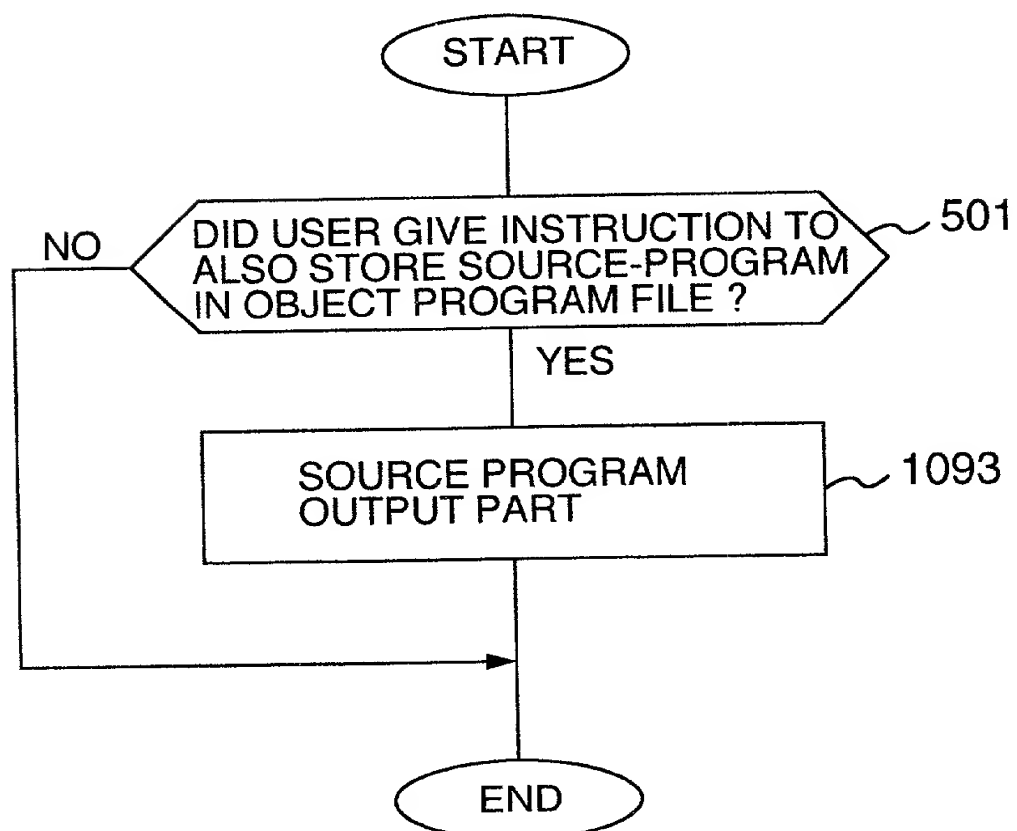 START
NO
DID USER GIVE INSTRUCTION TO
ALSO STORE SOURCE-PROGRAM
IN OBJECT PROGRAM FILE ?
501
YES
SOURCE PROGRAM
OUTPUT PART
1093
END